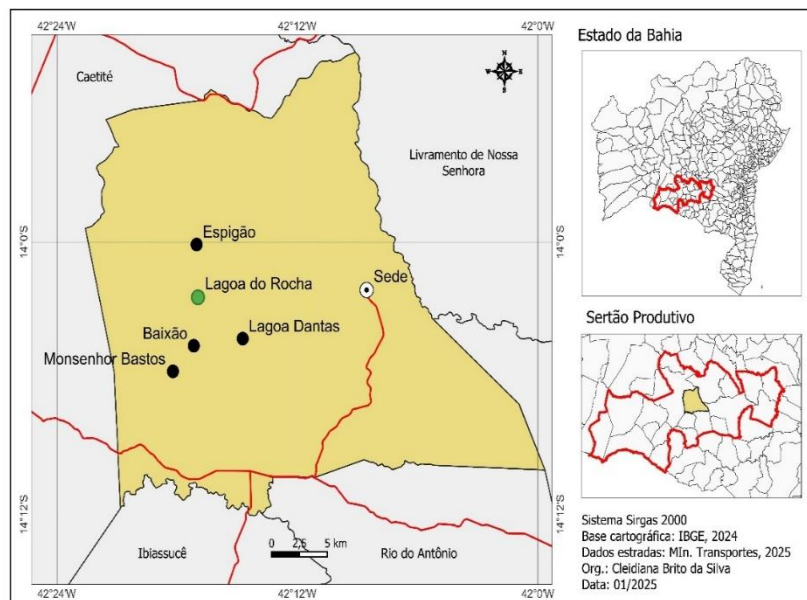 42°24'W
42°12'W
42°0'W
Caetité
N
W
E
S
Livramento de Nossa
Senhora
14°0'S
14°0'S
Espigão
Lagoa do Rocha
Sede
Baixão
Lagoa Dantas
Monsenhor Bastos
14°12'S
14°12'S
Ibiassucê
0 2,5 5 km
Rio do Antônio
42°24'W
42°12'W
42°0'W
Estado da Bahia
Sertão Produtivo
Sistema Sirgas 2000
Base cartográfica: IBGE, 2024
Dados estradas: MIn. Transportes, 2025
Org.: Cleidiana Brito da Silva
Data: 01/2025